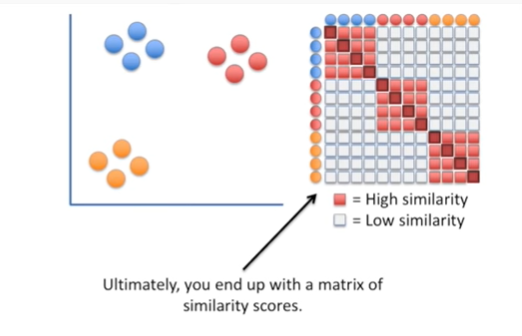 = High similarity
= Low similarity
Ultimately, you end up with a matrix of
similarity scores.